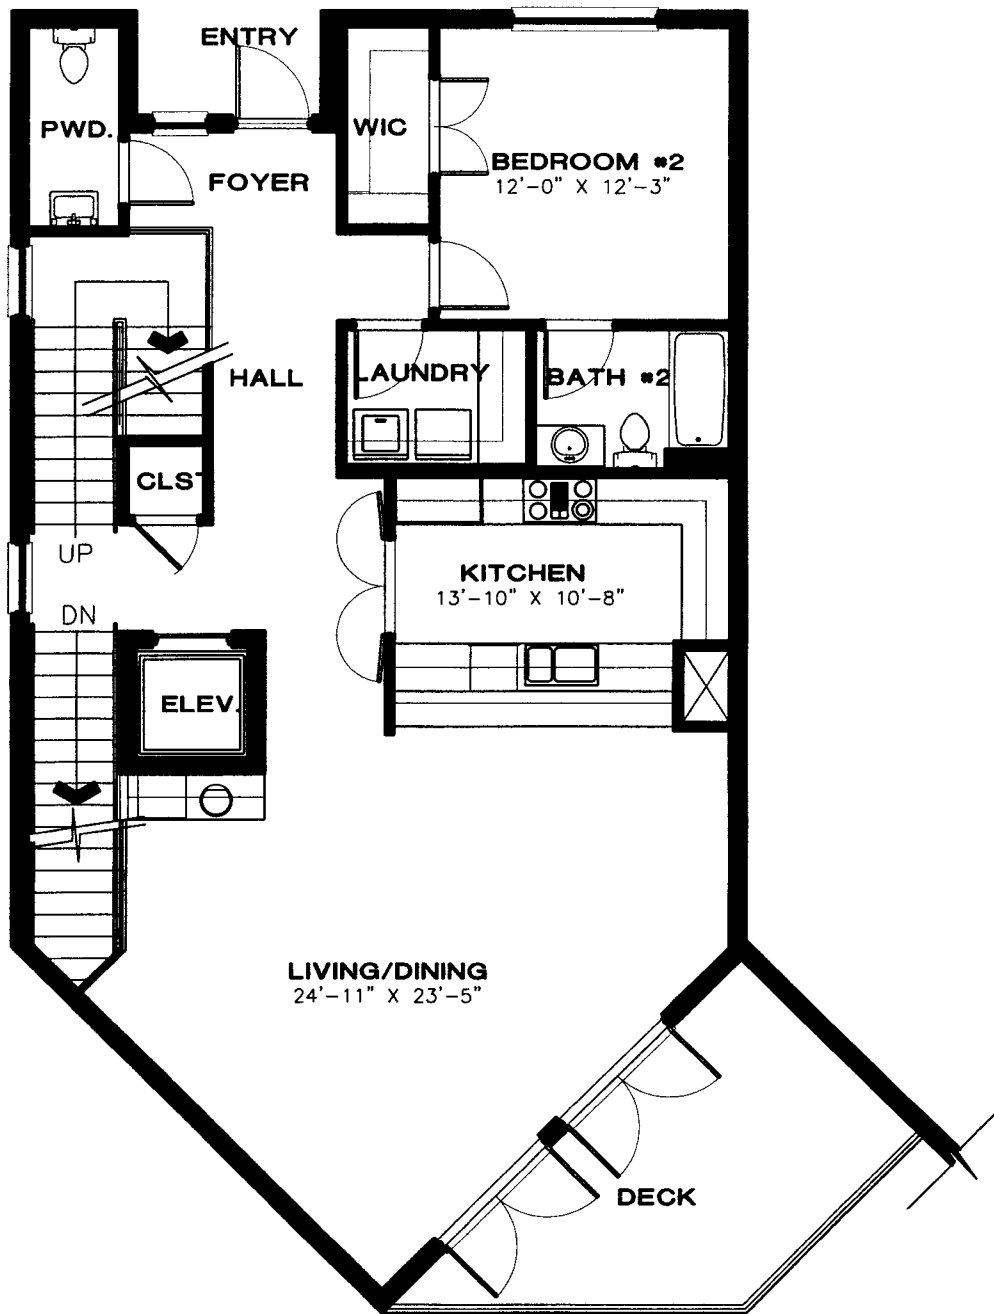 ENTRY
PWD.
WIC
FOYER
BEDROOM #2
12'-0" X 12'-3"
HALL
LAUNDRY
BATH #2
CLST
UP
KITCHEN
13'-10" X 10'-8"
DN
ELEV.
LIVING/DINING
24'-11" X 23'-5"
DECK